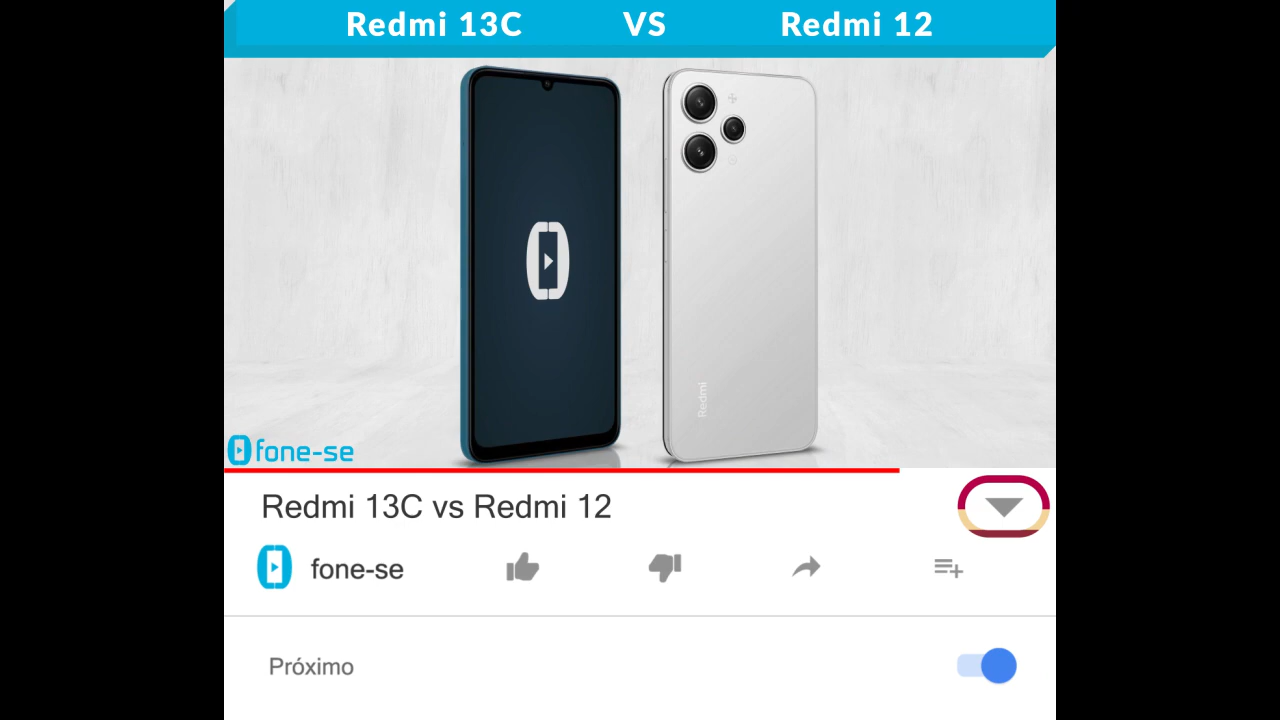 Redmi 13C VS Redmi 12
Redmi
fone-se
Redmi 13C vs Redmi 12
fone-se
Próximo